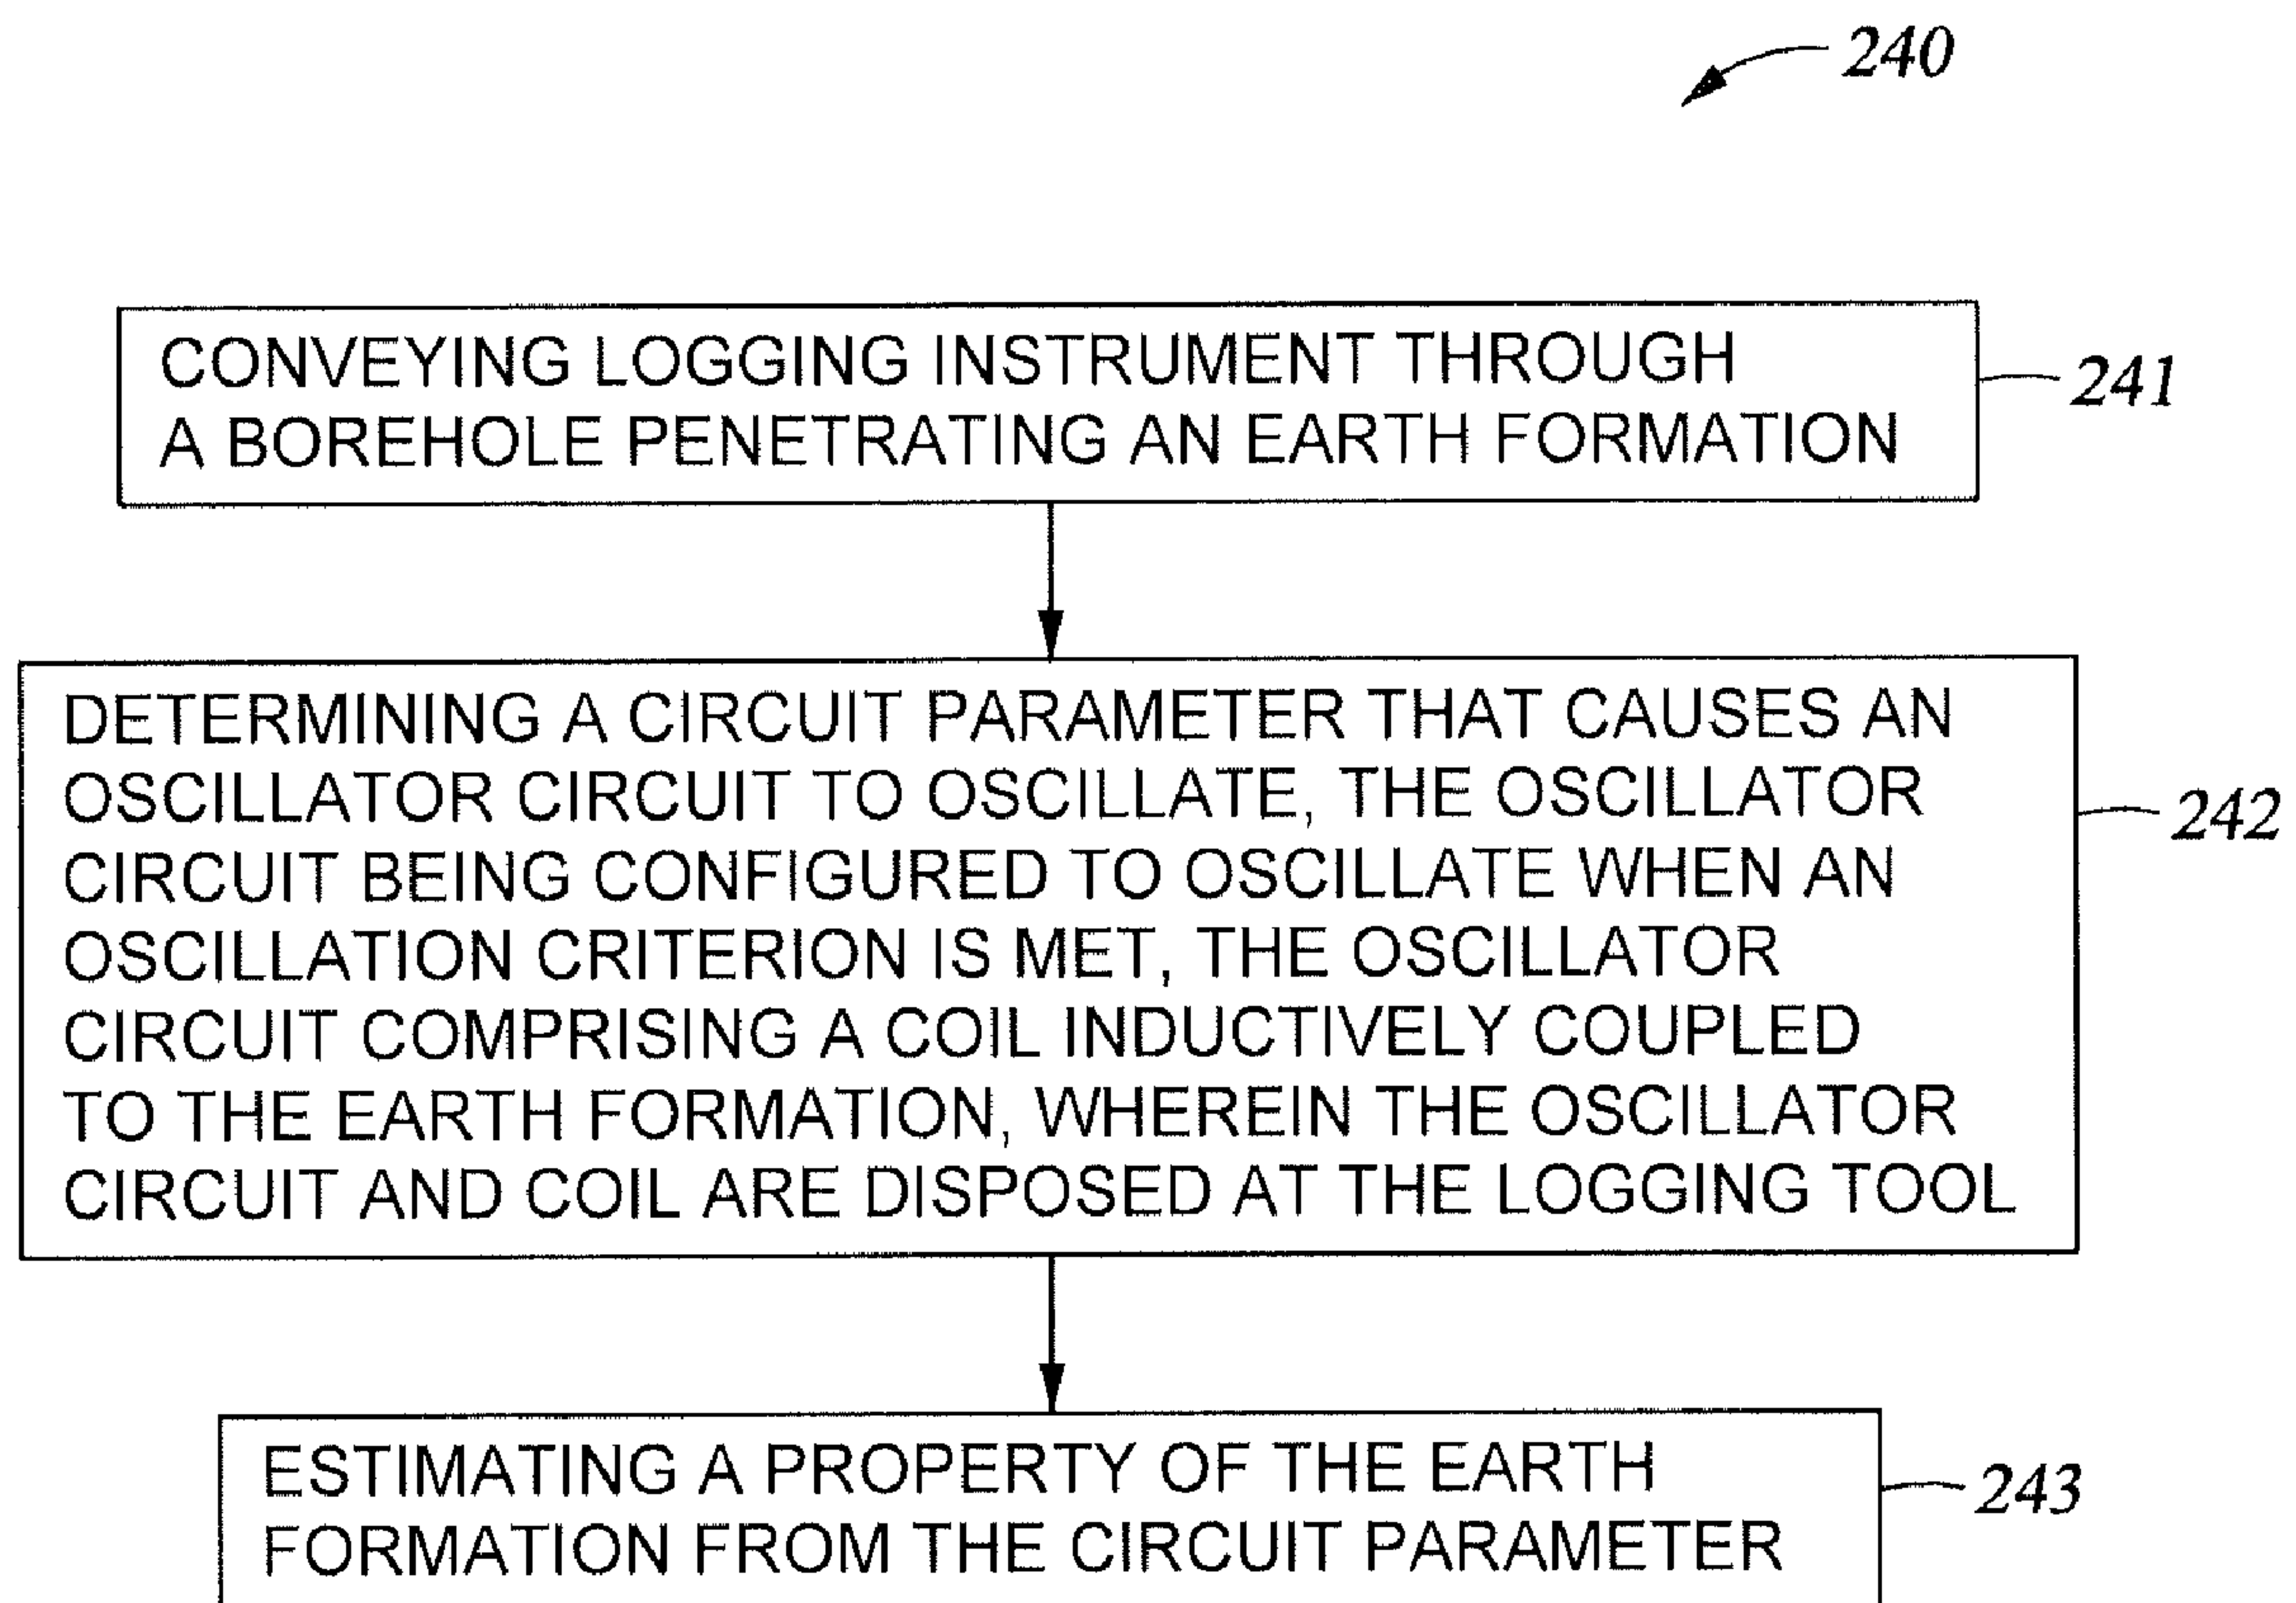 240
CONVEYING LOGGING INSTRUMENT THROUGH
A BOREHOLE PENETRATING AN EARTH FORMATION
241
DETERMINING A CIRCUIT PARAMETER THAT CAUSES AN
OSCILLATOR CIRCUIT TO OSCILLATE, THE OSCILLATOR
CIRCUIT BEING CONFIGURED TO OSCILLATE WHEN AN
OSCILLATION CRITERION IS MET, THE OSCILLATOR
CIRCUIT COMPRISING A COIL INDUCTIVELY COUPLED
TO THE EARTH FORMATION, WHEREIN THE OSCILLATOR
CIRCUIT AND COIL ARE DISPOSED AT THE LOGGING TOOL
242
ESTIMATING A PROPERTY OF THE EARTH
FORMATION FROM THE CIRCUIT PARAMETER
243